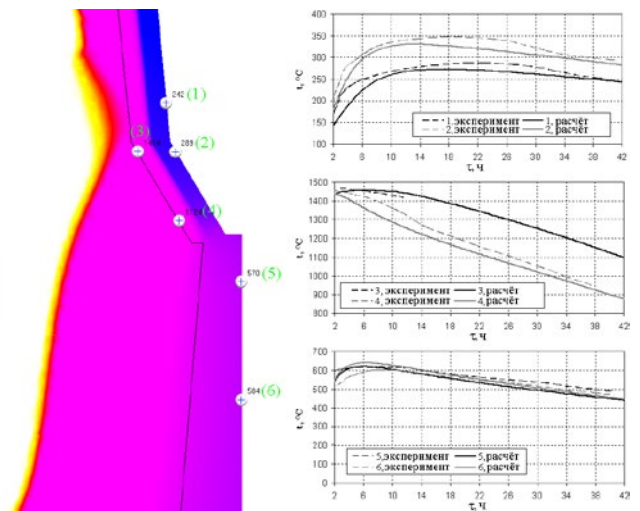 242 (1)
289 (2)
(3)
(4)
570 (5)
584 (6)
t, °C
400
350
300
250
200
150
100
1, эксперимент 1, расчёт
2, эксперимент 2, расчёт
2 6 10 14 18 22 26 30 34 38 42
τ, ч
t, °C
1500
1400
1300
1200
1100
1000
900
800
3, эксперимент 3, расчёт
4, эксперимент 4, расчёт
2 6 10 14 18 22 26 30 34 38 42
τ, ч
t, °C
700
600
500
400
300
200
100
0
5, эксперимент 5, расчёт
6, эксперимент 6, расчёт
2 6 10 14 18 22 26 30 34 38 42
τ, ч